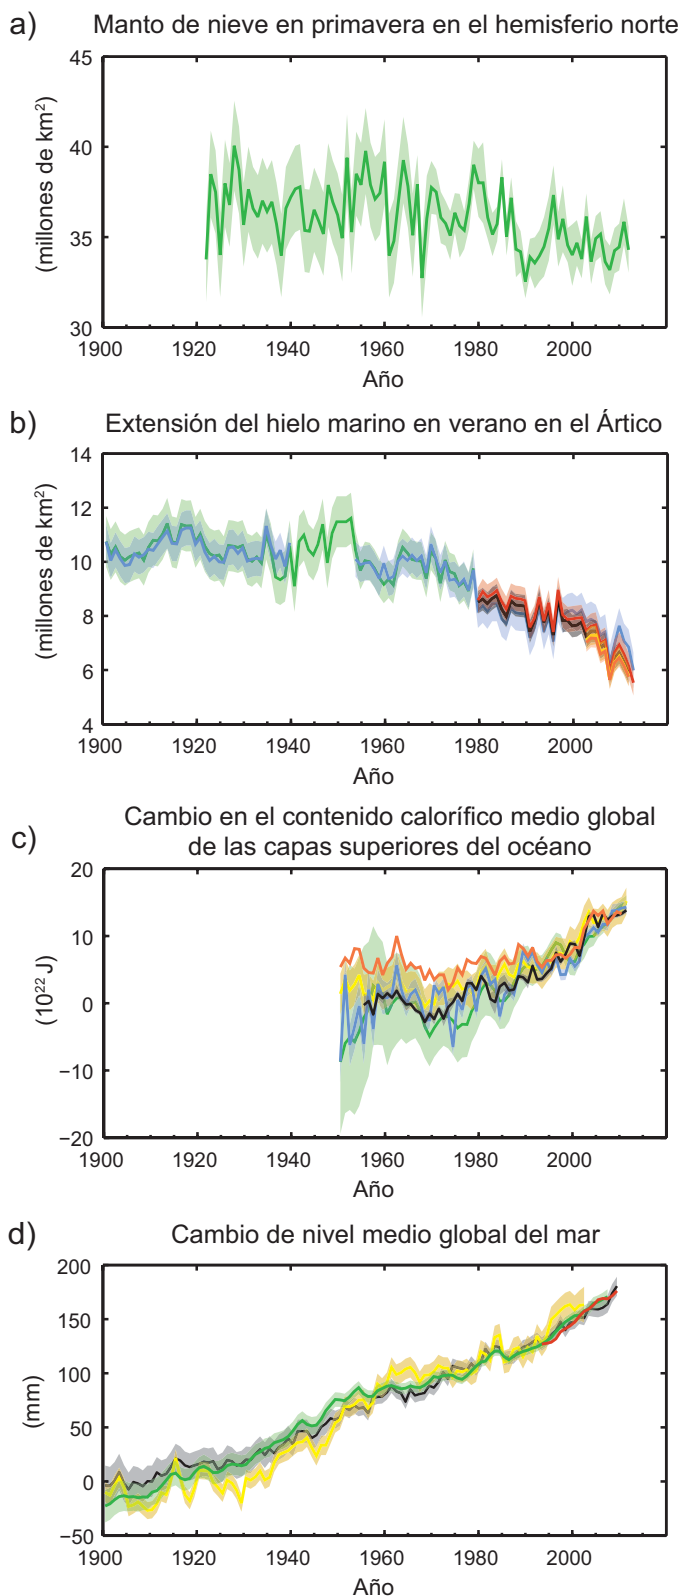 a) Manto de nieve en primavera en el hemisferio norte
(millones de km²)
45
40
35
30
1900 1920 1940 1960 1980 2000
Año
b) Extensión del hielo marino en verano en el Ártico
(millones de km²)
14
12
10
8
6
4
1900 1920 1940 1960 1980 2000
Año
c) Cambio en el contenido calorífico medio global
de las capas superiores del océano
(10²² J)
20
10
0
−10
−20
1900 1920 1940 1960 1980 2000
Año
d) Cambio de nivel medio global del mar
(mm)
200
150
100
50
0
−50
1900 1920 1940 1960 1980 2000
Año